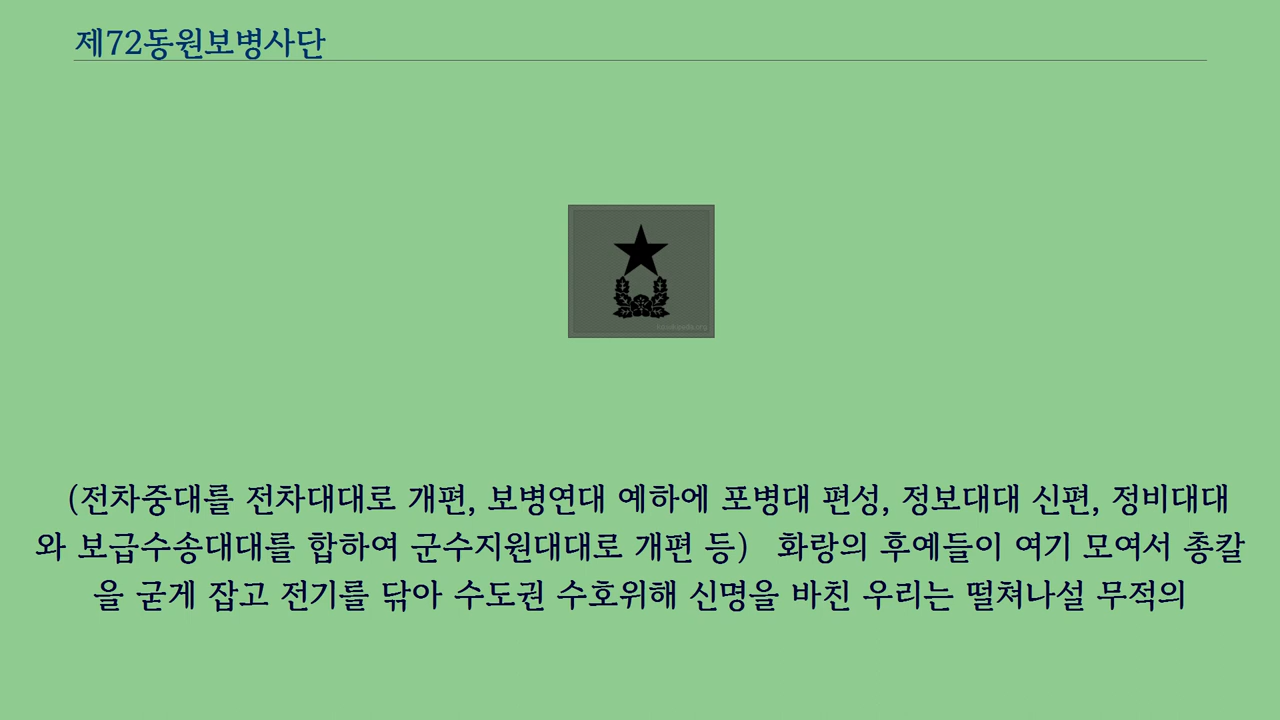 제72동원보병사단
(전차중대를 전차대대로 개편, 보병연대 예하에 포병대 편성, 정보대대 신편, 정비대대
와 보급수송대대를 합하여 군수지원대대로 개편 등) 화랑의 후예들이 여기 모여서 총칼
을 굳게 잡고 전기를 닦아 수도권 수호위해 신명을 바친 우리는 떨쳐나설 무적의